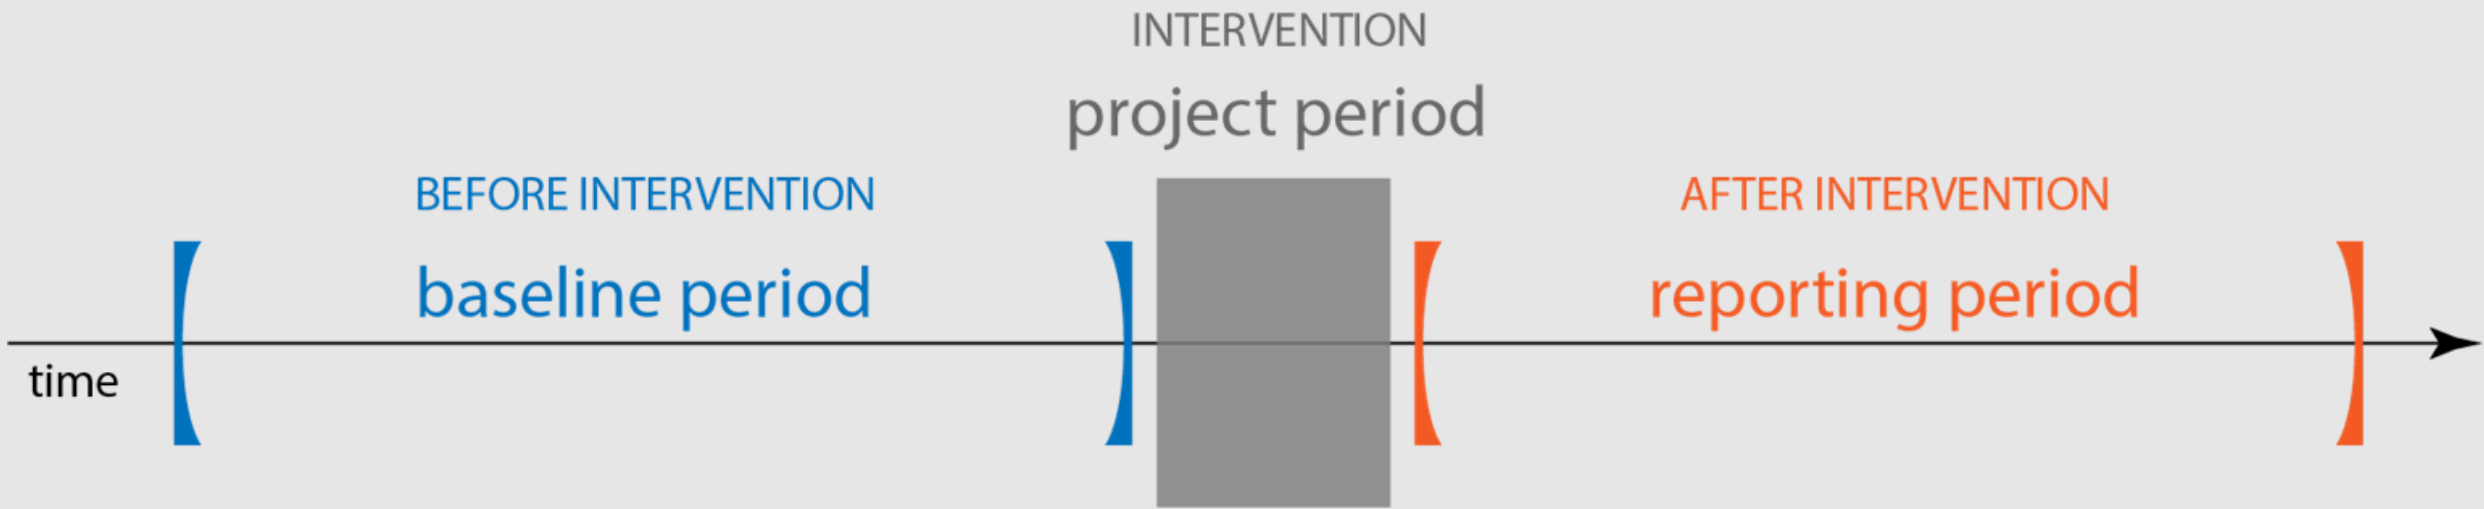 INTERVENTION
project period
BEFORE INTERVENTION
baseline period
AFTER INTERVENTION
reporting period
time